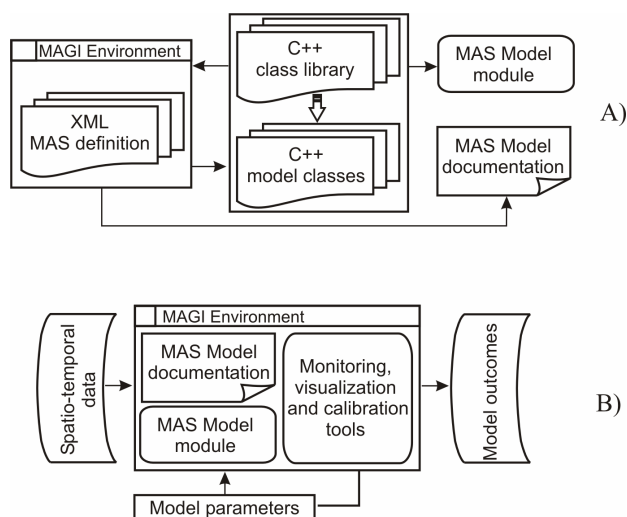 MAGI Environment
XML
MAS definition
C++
class library
C++
model classes
MAS Model
module
MAS Model
documentation
A)
Spatio-temporal
data
MAGI Environment
MAS Model
documentation
MAS Model
module
Monitoring,
visualization
and calibration
tools
Model outcomes
B)
Model parameters